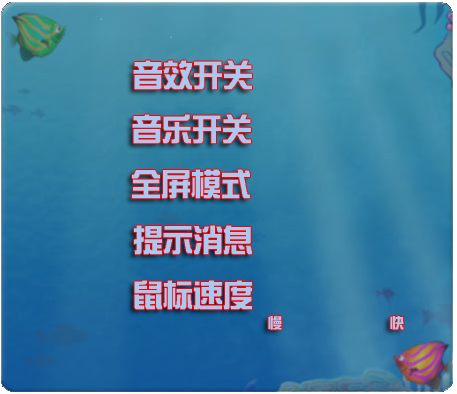 音效开关
音乐开关
全屏模式
提示消息
鼠标速度
慢 快